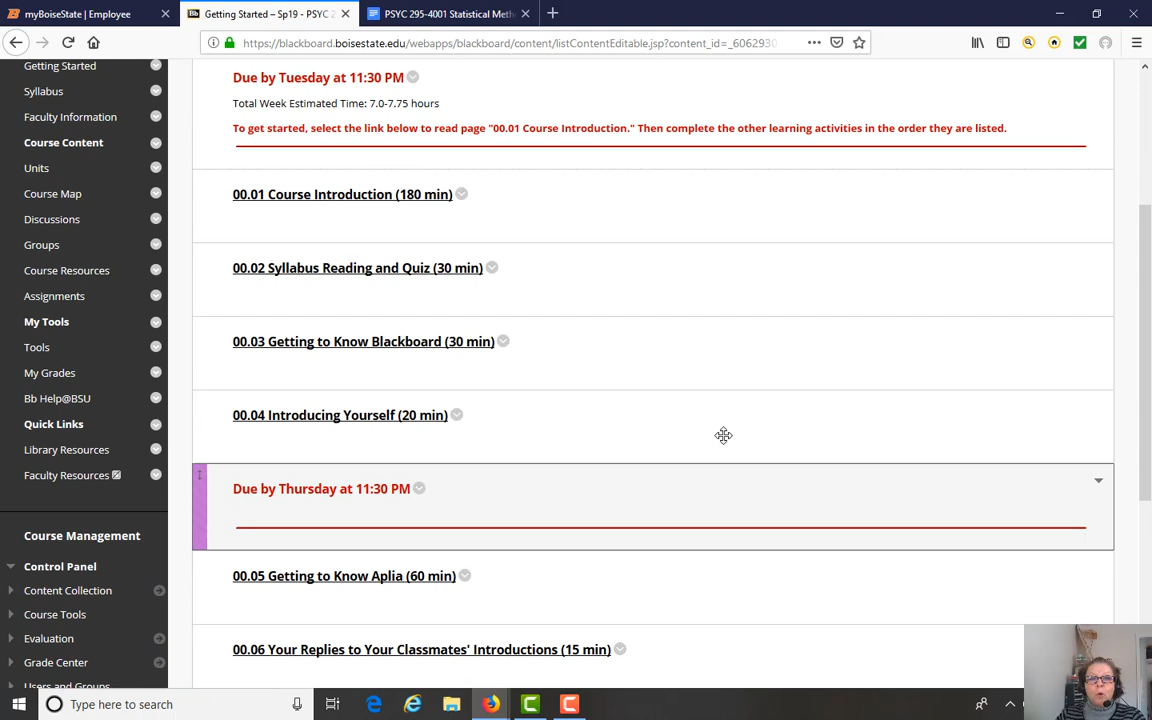 myBoiseState | Employee
Getting Started – Sp19 - PSYC 2
PSYC 295-4001 Statistical Meth
https://blackboard.boisestate.edu/webapps/blackboard/content/listContentEditable.jsp?content_id=_6062930
Getting Started
Syllabus
Faculty Information
Course Content
Units
Course Map
Discussions
Groups
Course Resources
Assignments
My Tools
Tools
My Grades
Bb Help@BSU
Quick Links
Library Resources
Faculty Resources
Course Management
Control Panel
Content Collection
Course Tools
Evaluation
Grade Center
Users and Groups
Due by Tuesday at 11:30 PM
Total Week Estimated Time: 7.0-7.75 hours
To get started, select the link below to read page "00.01 Course Introduction." Then complete the other learning activities in the order they are listed.
00.01 Course Introduction (180 min)
00.02 Syllabus Reading and Quiz (30 min)
00.03 Getting to Know Blackboard (30 min)
00.04 Introducing Yourself (20 min)
Due by Thursday at 11:30 PM
00.05 Getting to Know Aplia (60 min)
00.06 Your Replies to Your Classmates' Introductions (15 min)
Type here to search